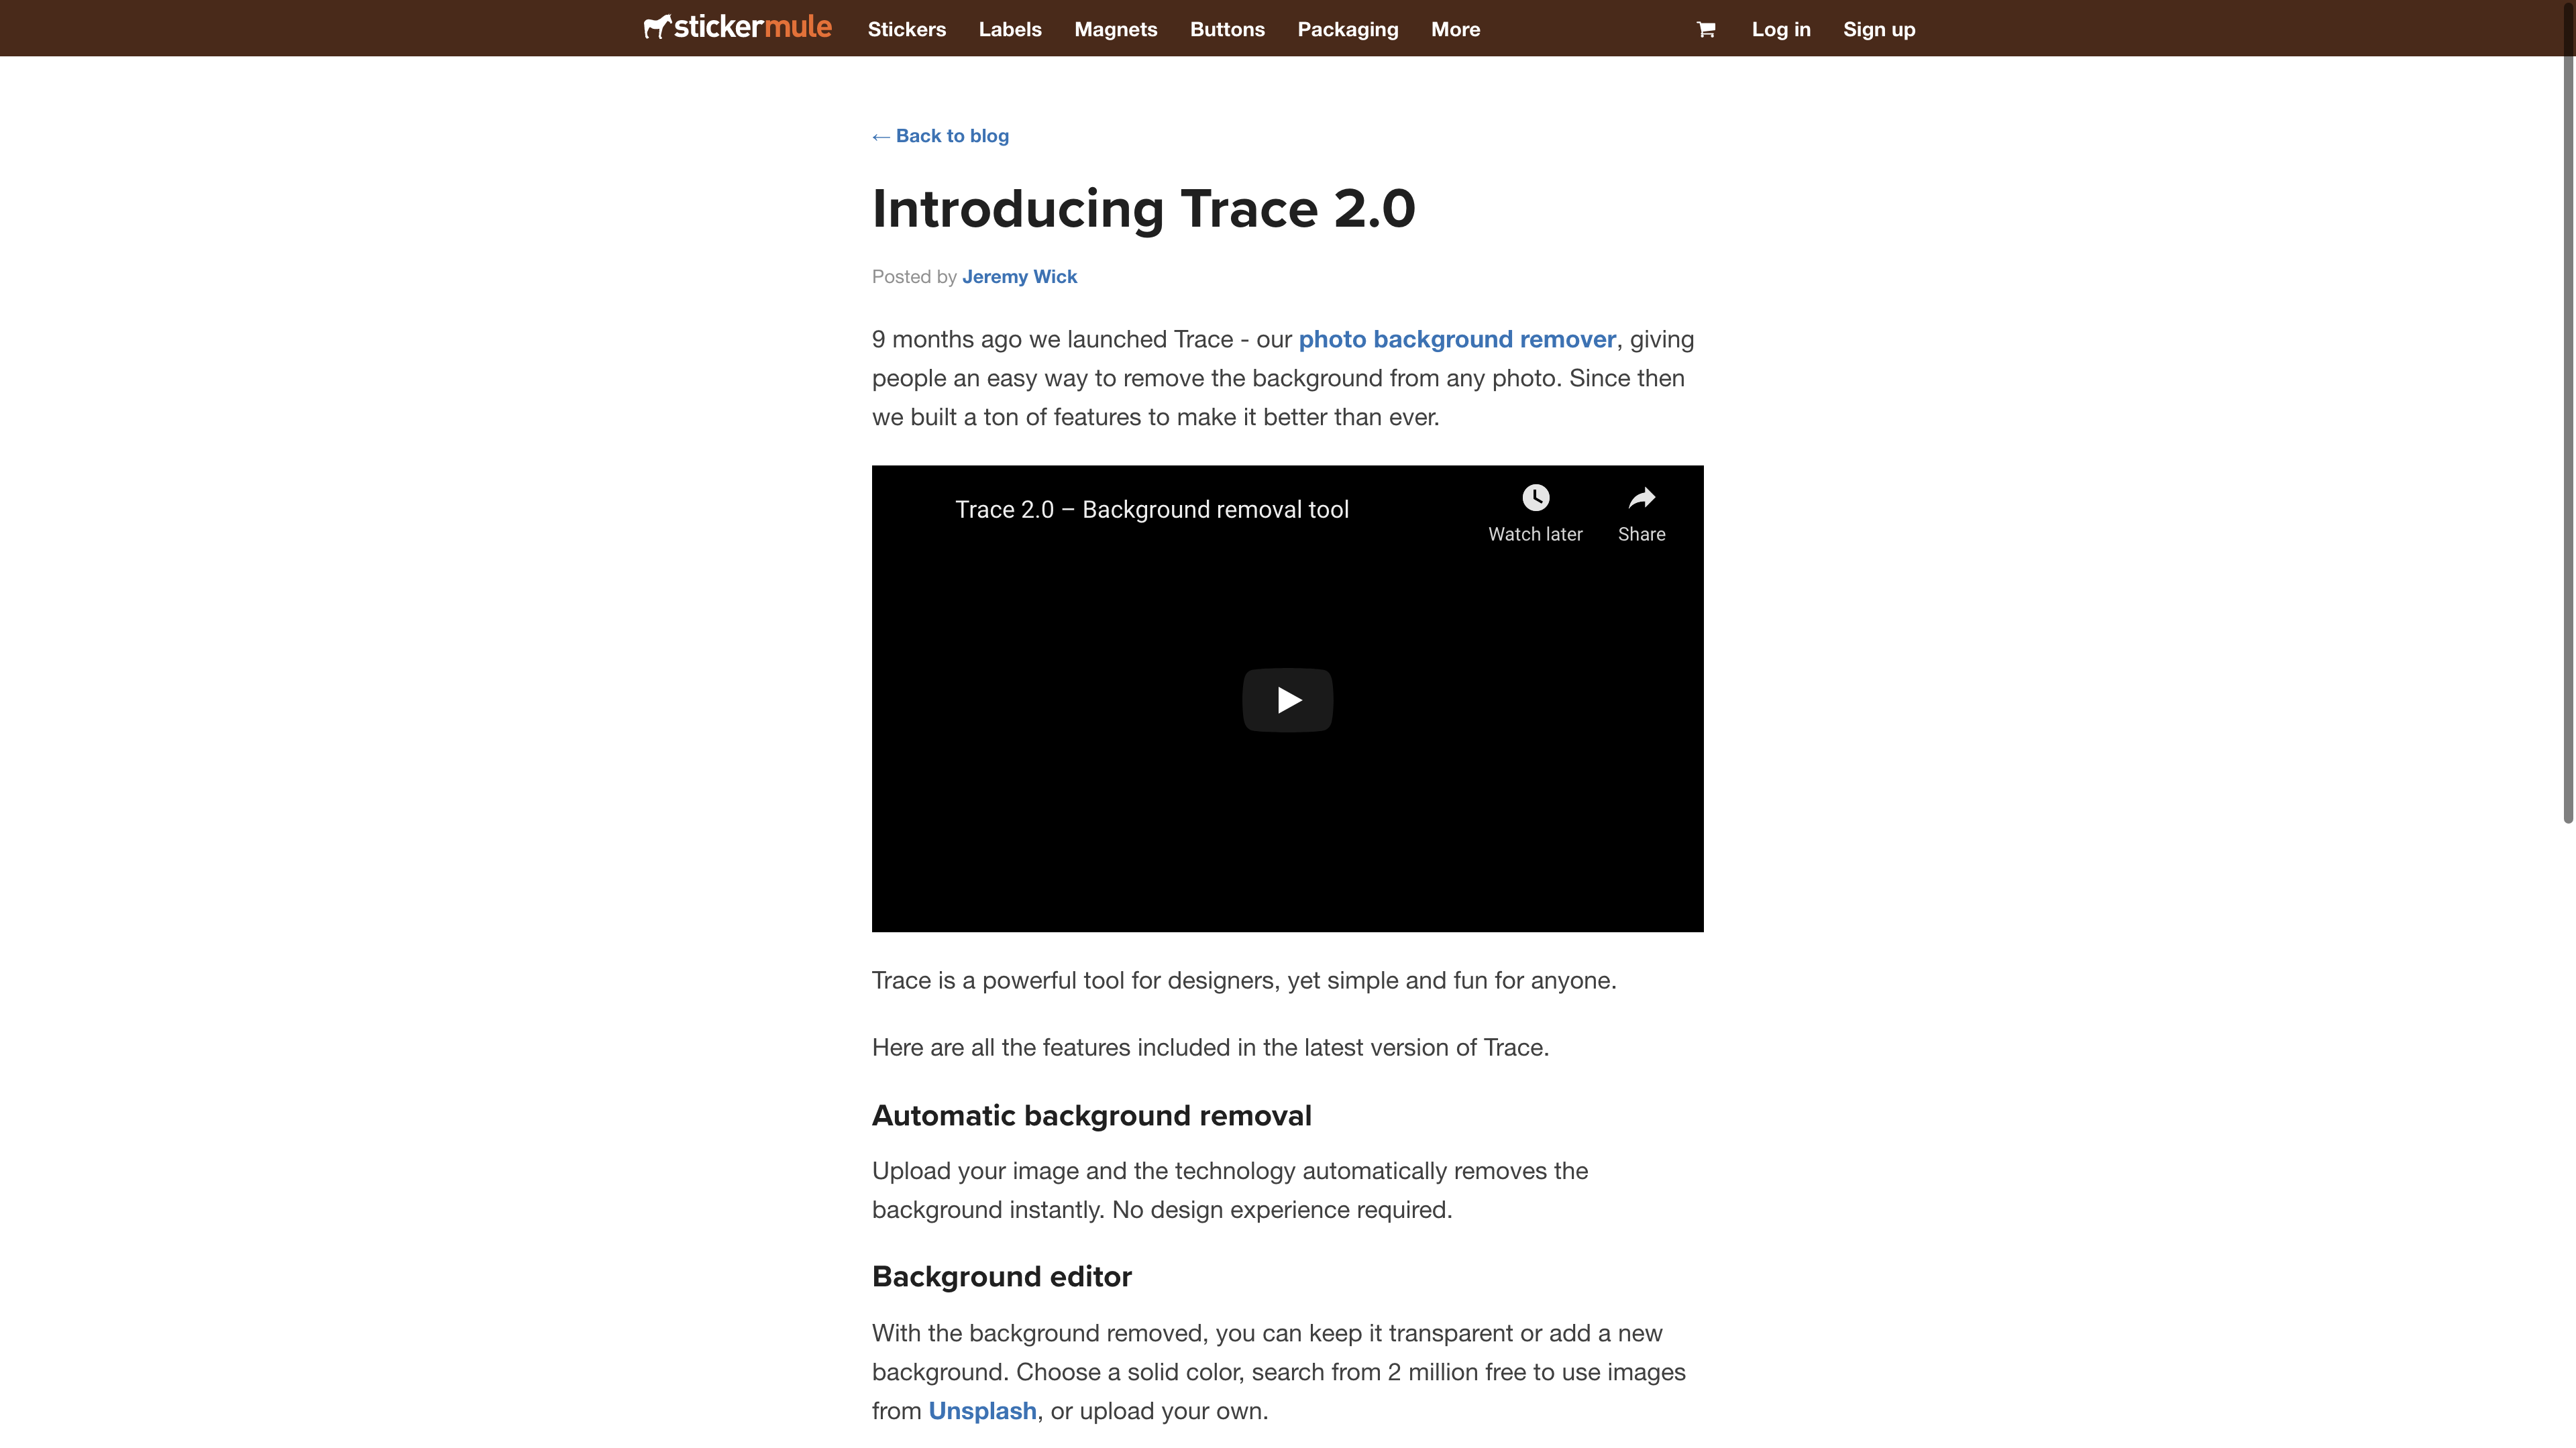 stickermule Stickers Labels Magnets Buttons Packaging More Log in Sign up
← Back to blog
Introducing Trace 2.0
Posted by Jeremy Wick
9 months ago we launched Trace - our photo background remover, giving
people an easy way to remove the background from any photo. Since then
we built a ton of features to make it better than ever.
Trace 2.0 – Background removal tool
Watch later Share
Trace is a powerful tool for designers, yet simple and fun for anyone.
Here are all the features included in the latest version of Trace.
Automatic background removal
Upload your image and the technology automatically removes the
background instantly. No design experience required.
Background editor
With the background removed, you can keep it transparent or add a new
background. Choose a solid color, search from 2 million free to use images
from Unsplash, or upload your own.